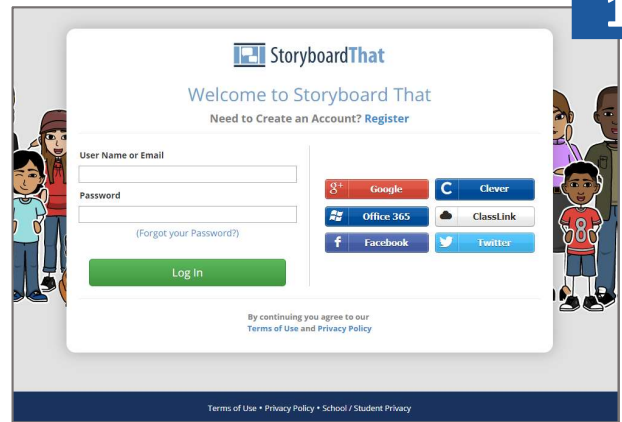 1
StoryboardThat
Welcome to Storyboard That
Need to Create an Account? Register
User Name or Email
Password
(Forgot your Password?)
Log In
g+ Google
C Clever
Office 365
ClassLink
f Facebook
Twitter
By continuing you agree to our
Terms of Use and Privacy Policy
8
Terms of Use • Privacy Policy • School / Student Privacy